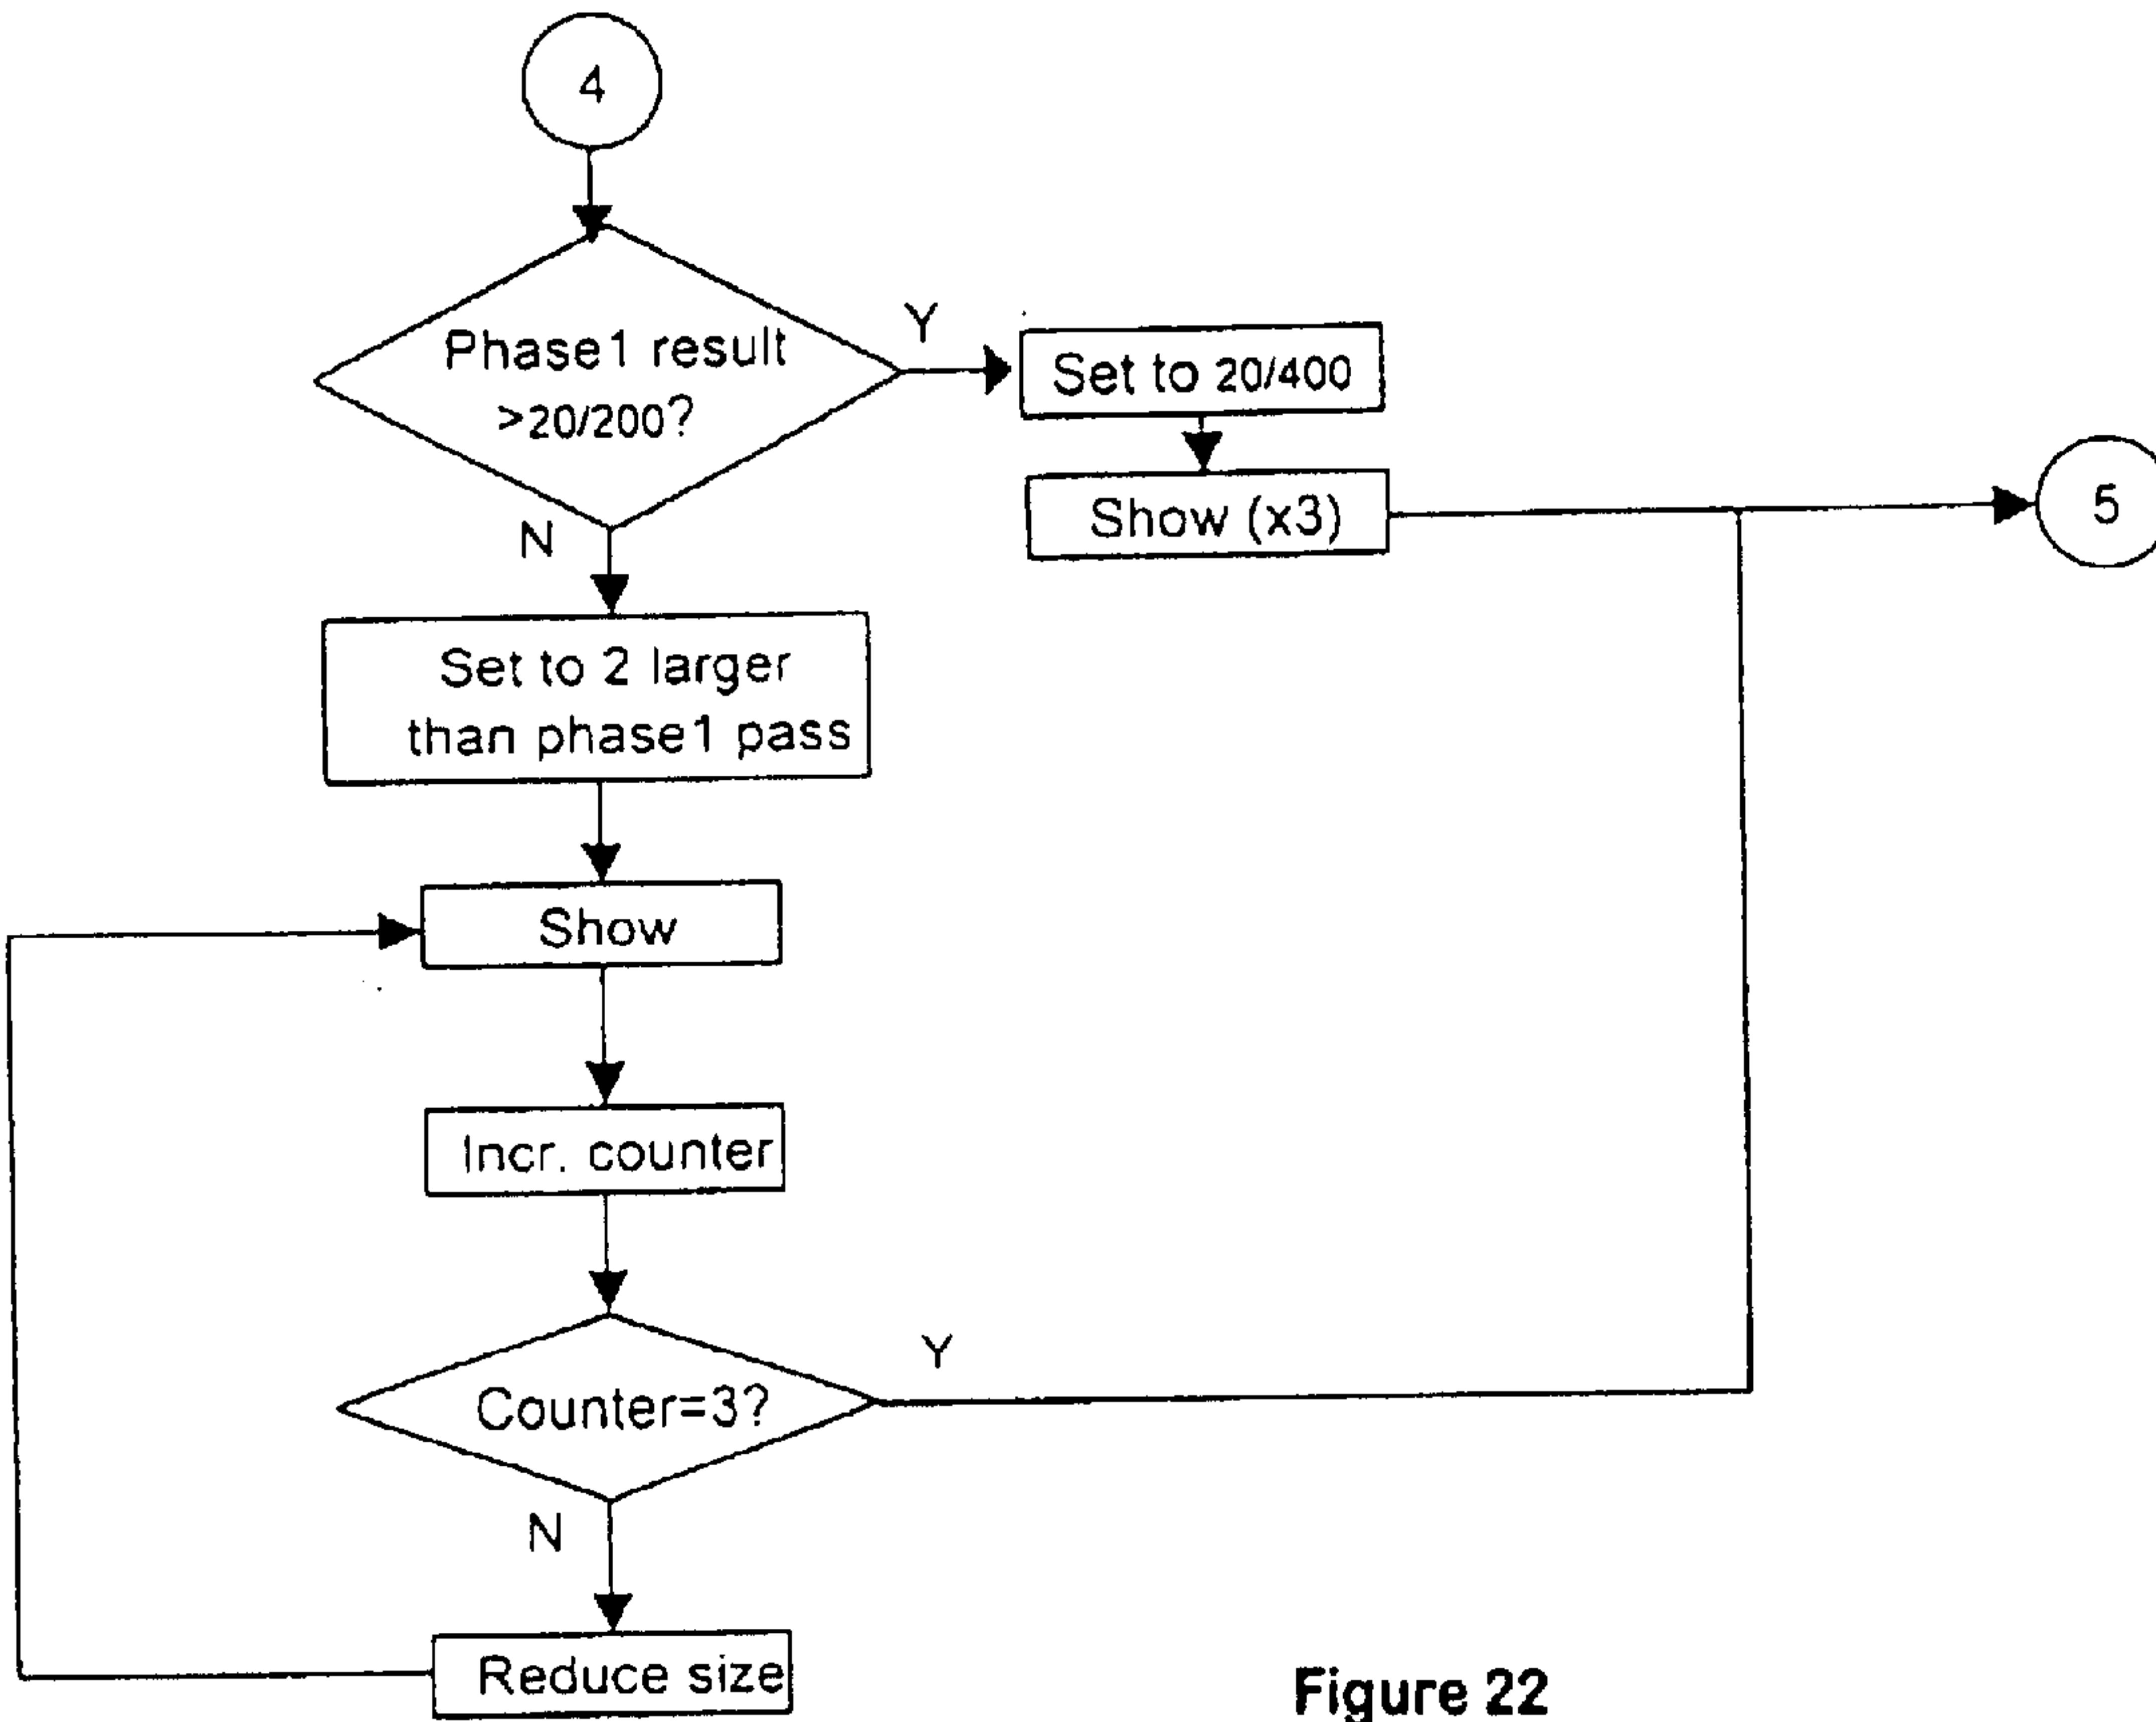 4
Phase1 result
>20/200?
Y
Set to 20/400
Show (x3)
5
N
Set to 2 larger
than phase1 pass
Show
Incr. counter
Counter=3?
Y
N
Reduce size
Figure 22